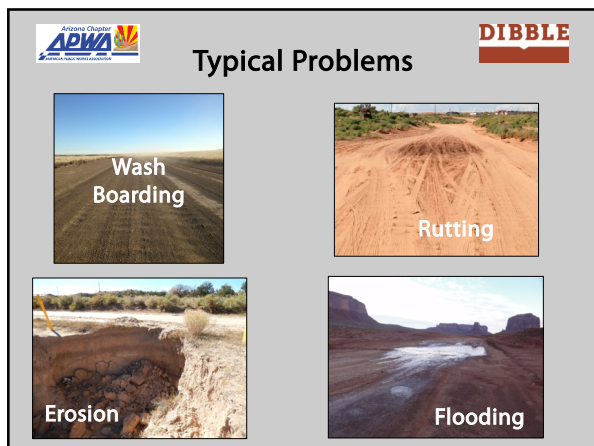 Arizona Chapter
APWA
AMERICAN PUBLIC WORKS ASSOCIATION
DIBBLE
Typical Problems
Wash
Boarding
Rutting
Erosion
Flooding